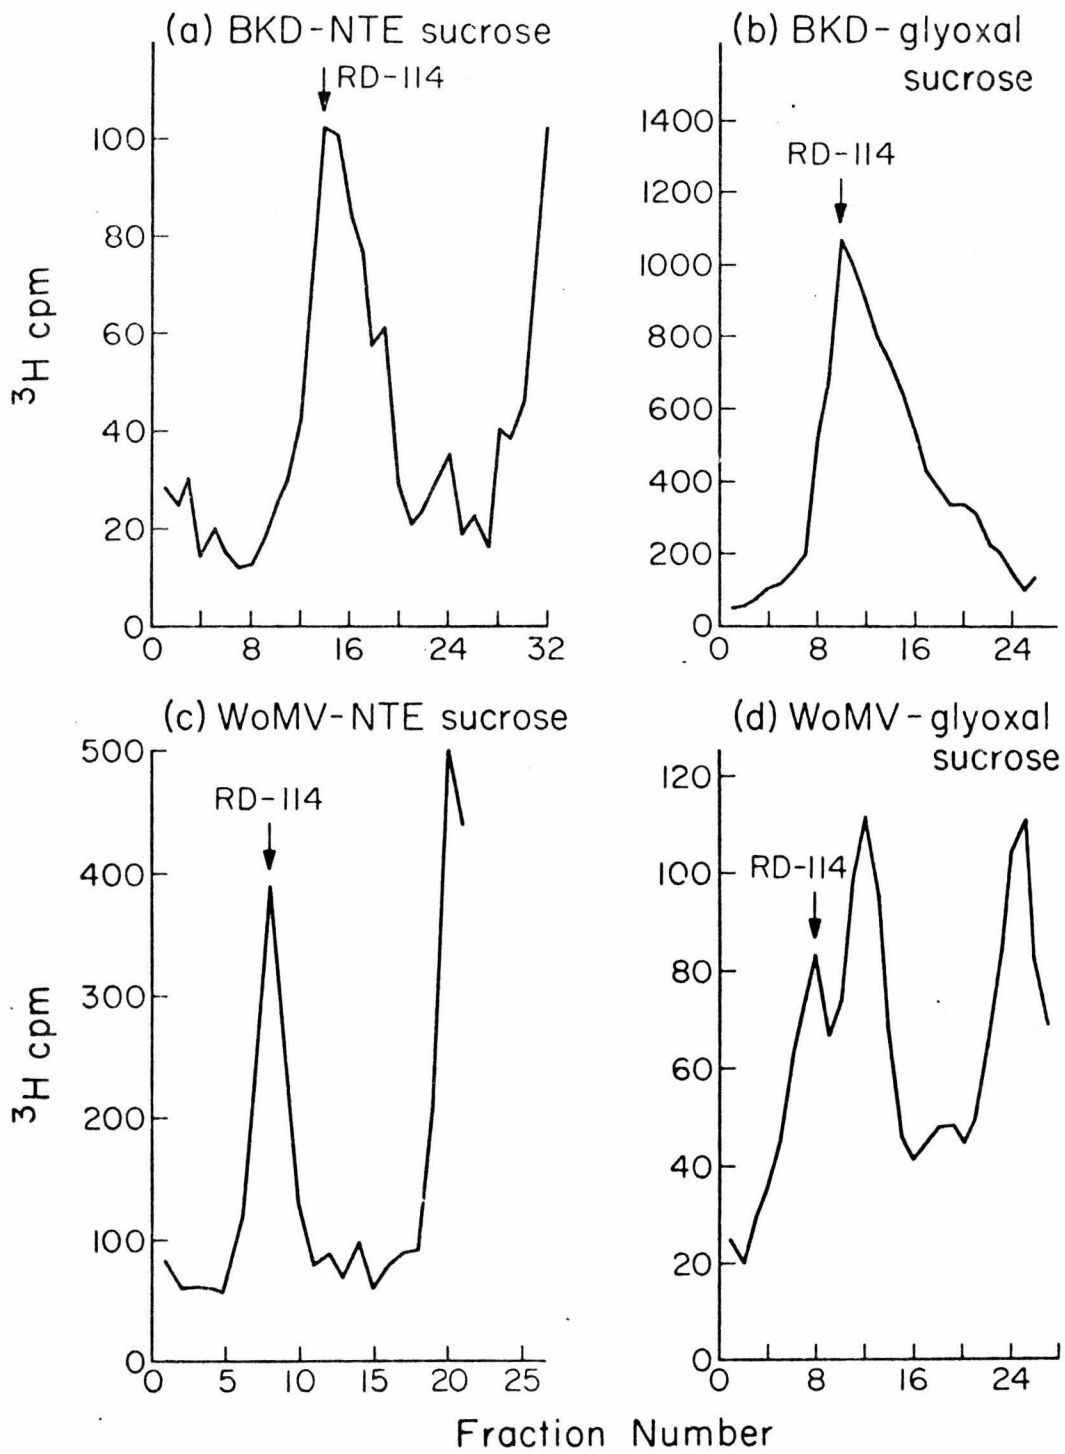 (a) BKD-NTE sucrose
RD-114
100
80
60
40
20
0
0 8 16 24 32
³H cpm
(b) BKD-glyoxal
sucrose
RD-114
1400
1200
1000
800
600
400
200
0
0 8 16 24
(c) WoMV-NTE sucrose
RD-114
500
400
300
200
100
0
0 5 10 15 20 25
³H cpm
(d) WoMV-glyoxal
sucrose
RD-114
120
100
80
60
40
20
0
0 8 16 24
Fraction Number